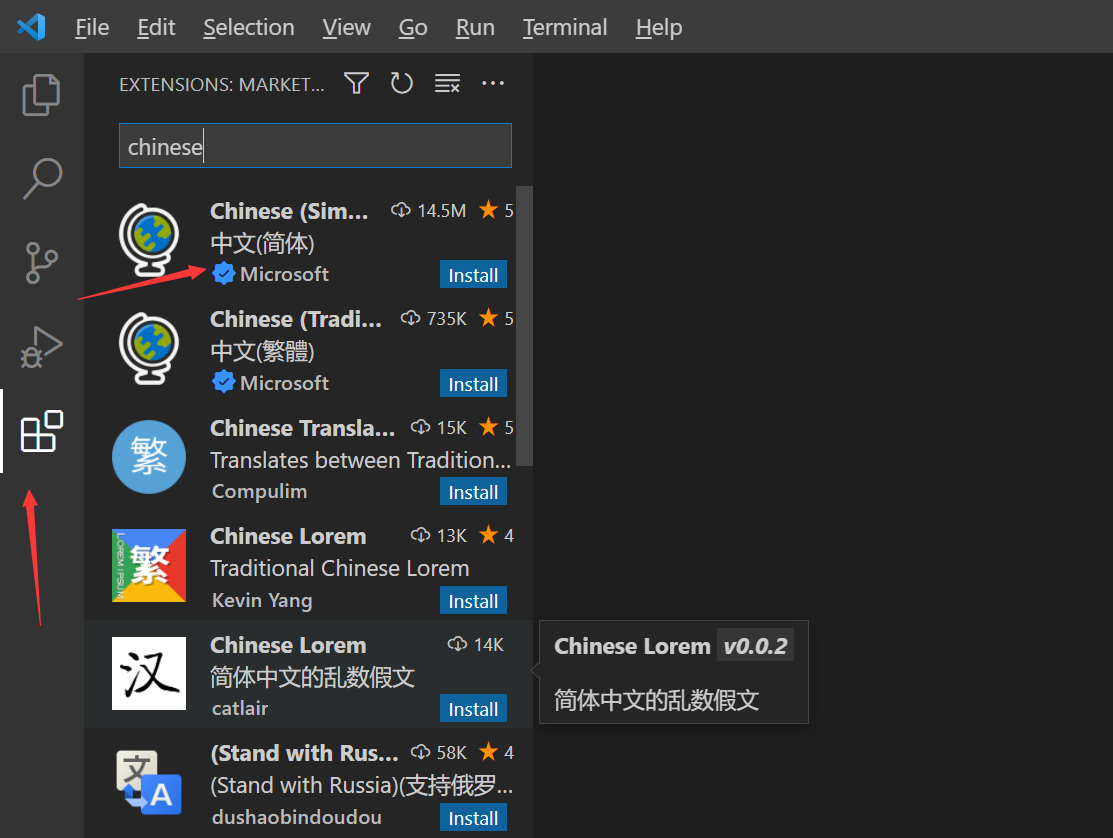 File Edit Selection View Go Run Terminal Help
EXTENSIONS: MARKET...
chinese
Chinese (Sim... 14.5M 5
中文(简体)
Microsoft Install
Chinese (Tradi... 735K 5
中文(繁體)
Microsoft Install
繁
Chinese Transla... 15K 5
Translates between Tradition...
Compulim Install
LOREM IPSUM
繁
Chinese Lorem 13K 4
Traditional Chinese Lorem
Kevin Yang Install
汉
Chinese Lorem 14K
简体中文的乱数假文
catlair Install
Chinese Lorem v0.0.2
简体中文的乱数假文
文 A
(Stand with Rus... 58K 4
(Stand with Russia)(支持俄罗...
dushaobindoudou Install